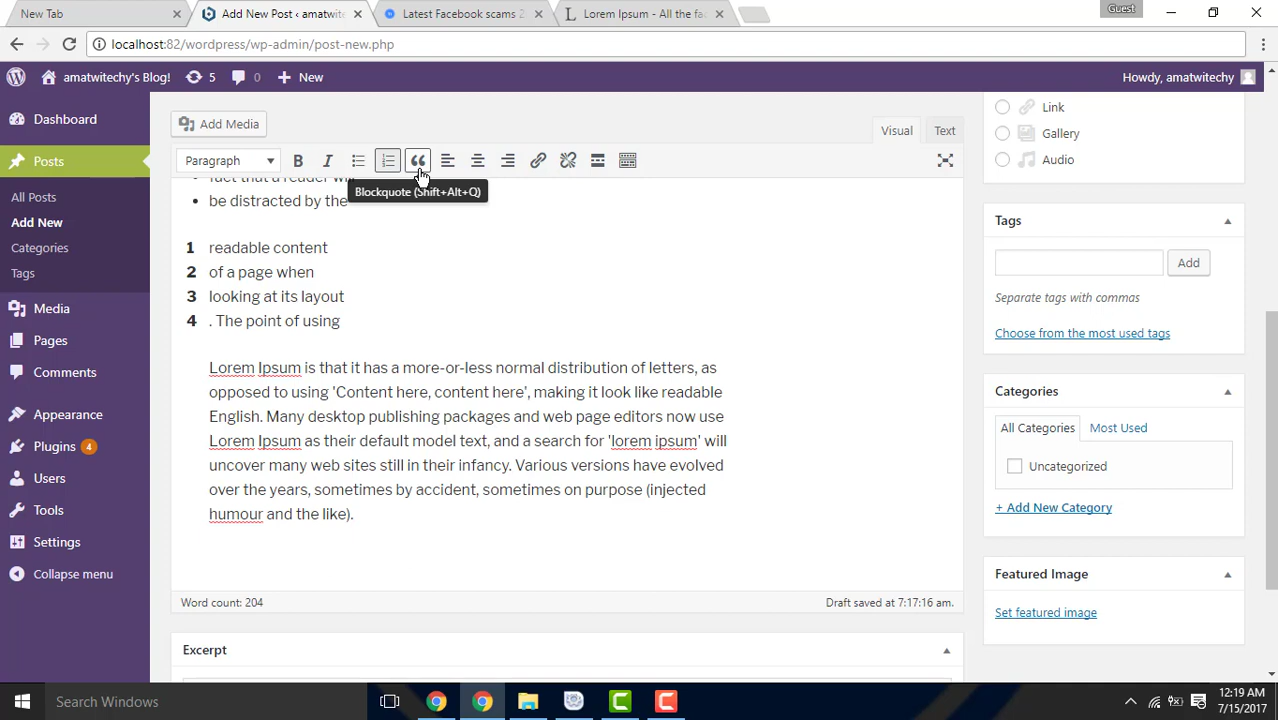 New Tab
Add New Post ‹ amatwite
Latest Facebook scams 2
Lorem Ipsum - All the fac
Guest
localhost:82/wordpress/wp-admin/post-new.php
amatwitechy's Blog!
5
0
New
Howdy, amatwitechy
Dashboard
Posts
All Posts
Add New
Categories
Tags
Media
Pages
Comments
Appearance
Plugins 4
Users
Tools
Settings
Collapse menu
Add Media
Visual
Text
Paragraph
B
I
Blockquote (Shift+Alt+Q)
fact that a reader will
be distracted by the
1 readable content
2 of a page when
3 looking at its layout
4 . The point of using
Lorem Ipsum is that it has a more-or-less normal distribution of letters, as
opposed to using 'Content here, content here', making it look like readable
English. Many desktop publishing packages and web page editors now use
Lorem Ipsum as their default model text, and a search for 'lorem ipsum' will
uncover many web sites still in their infancy. Various versions have evolved
over the years, sometimes by accident, sometimes on purpose (injected
humour and the like).
Word count: 204
Draft saved at 7:17:16 am.
Excerpt
Link
Gallery
Audio
Tags
Add
Separate tags with commas
Choose from the most used tags
Categories
All Categories
Most Used
Uncategorized
+ Add New Category
Featured Image
Set featured image
Search Windows
12:19 AM
7/15/2017